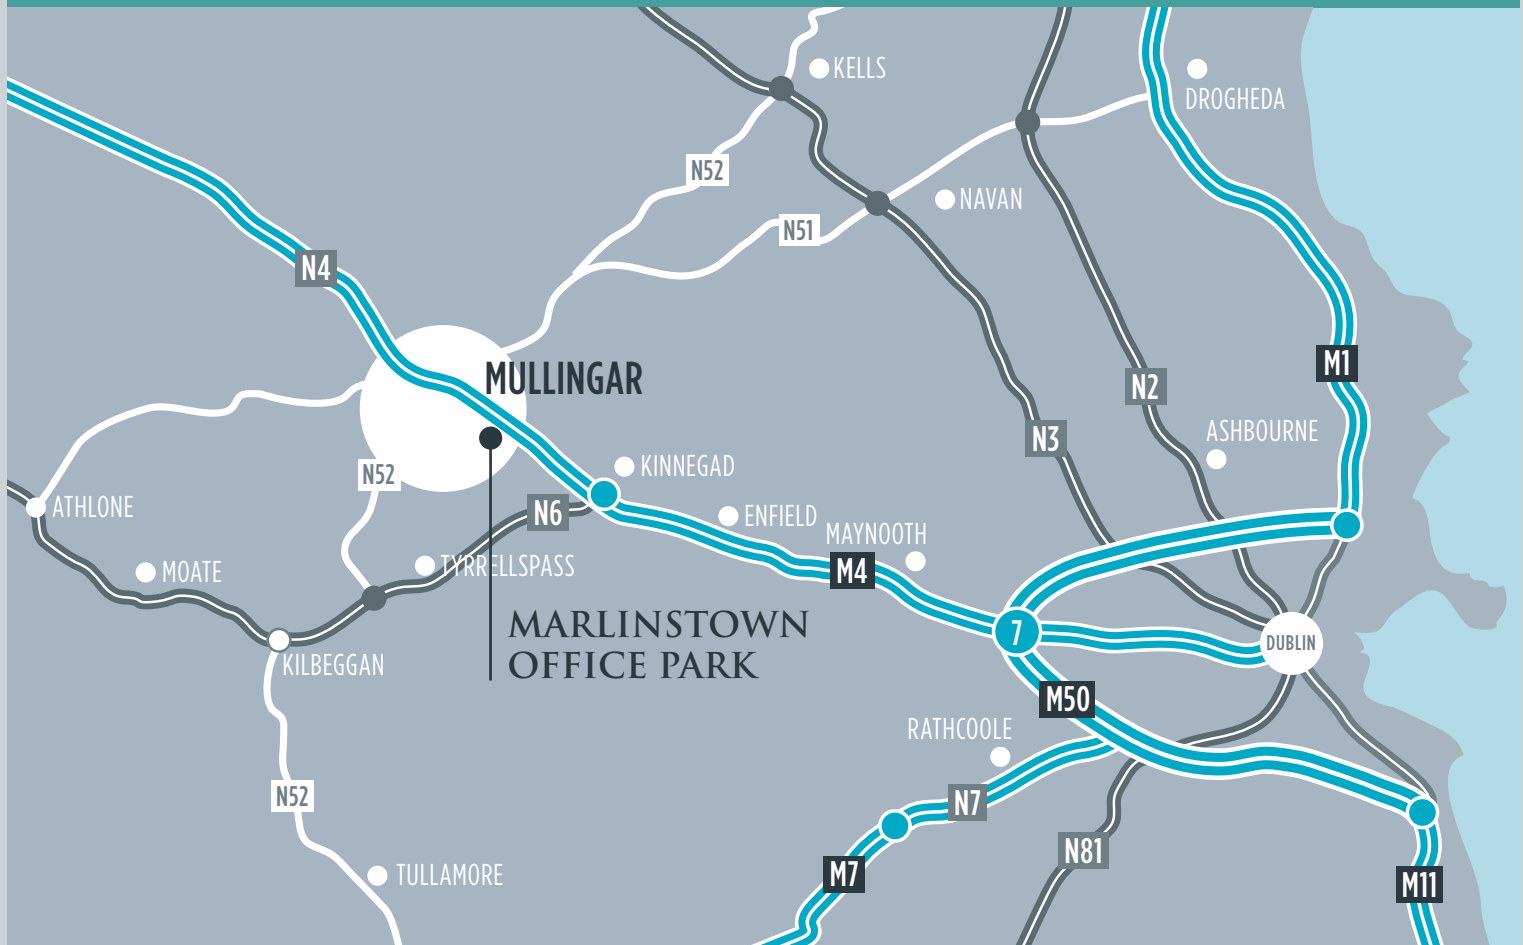 KELLS
DROGHEDA
N52
NAVAN
N51
N4
M1
MULLINGAR
N2
N3
ASHBOURNE
KINNEGAD
N52
ATHLONE
N6
ENFIELD
MAYNOOTH
MOATE
TYRRELLSPASS
M4
MARLINSTOWN
OFFICE PARK
7
DUBLIN
KILBEGGAN
M50
RATHCOOLE
N52
N7
N81
TULLAMORE
M7
M11